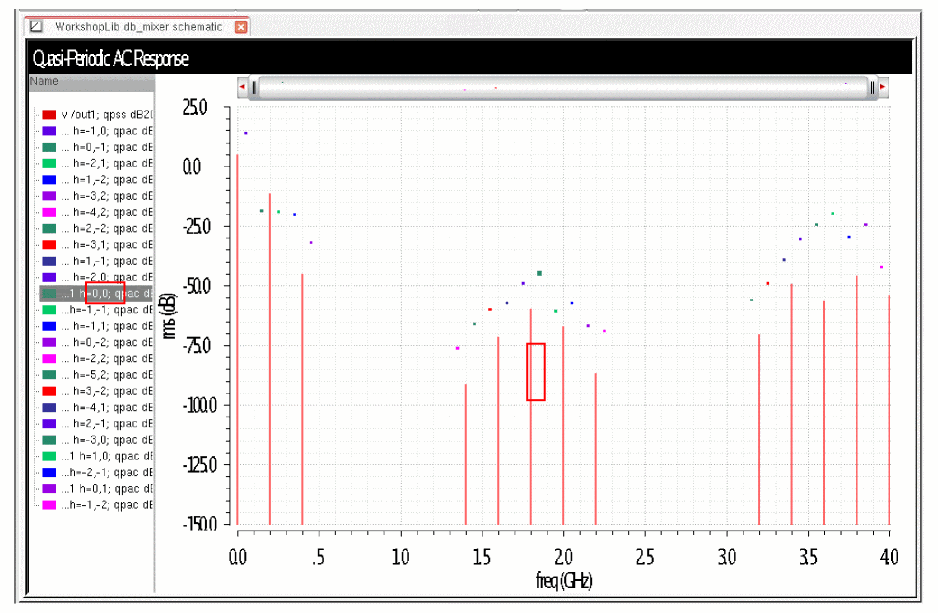 WorkshopLib db_mixer schematic
Quasi-Periodic AC Response
Name
v /out1; qpss dB2(
... h=-1,0; qpac dE
... h=0,-1; qpac dE
... h=-2,1; qpac dE
... h=1,-2; qpac dE
... h=-3,2; qpac dE
... h=-4,2; qpac dE
... h=2,-2; qpac dE
... h=-3,1; qpac dE
... h=1,-1; qpac dE
... h=-2,0; qpac dE
...1 h=0,0; qpac dE
...h=-1,-1; qpac dE
... h=-1,1; qpac dE
... h=0,-2; qpac dE
... h=-2,2; qpac dE
... h=-5,2; qpac dE
... h=3,-2; qpac dE
... h=-4,1; qpac dE
... h=2,-1; qpac dE
... h=-3,0; qpac dE
...1 h=1,0; qpac dE
...h=-2,-1; qpac dE
...1 h=0,1; qpac dE
...h=-1,-2; qpac dE
rms (dB)
25.0
0.0
-25.0
-50.0
-75.0
-100.0
-125.0
-150.0
0.0 .5 1.0 1.5 2.0 2.5 3.0 3.5 4.0
freq (GHz)